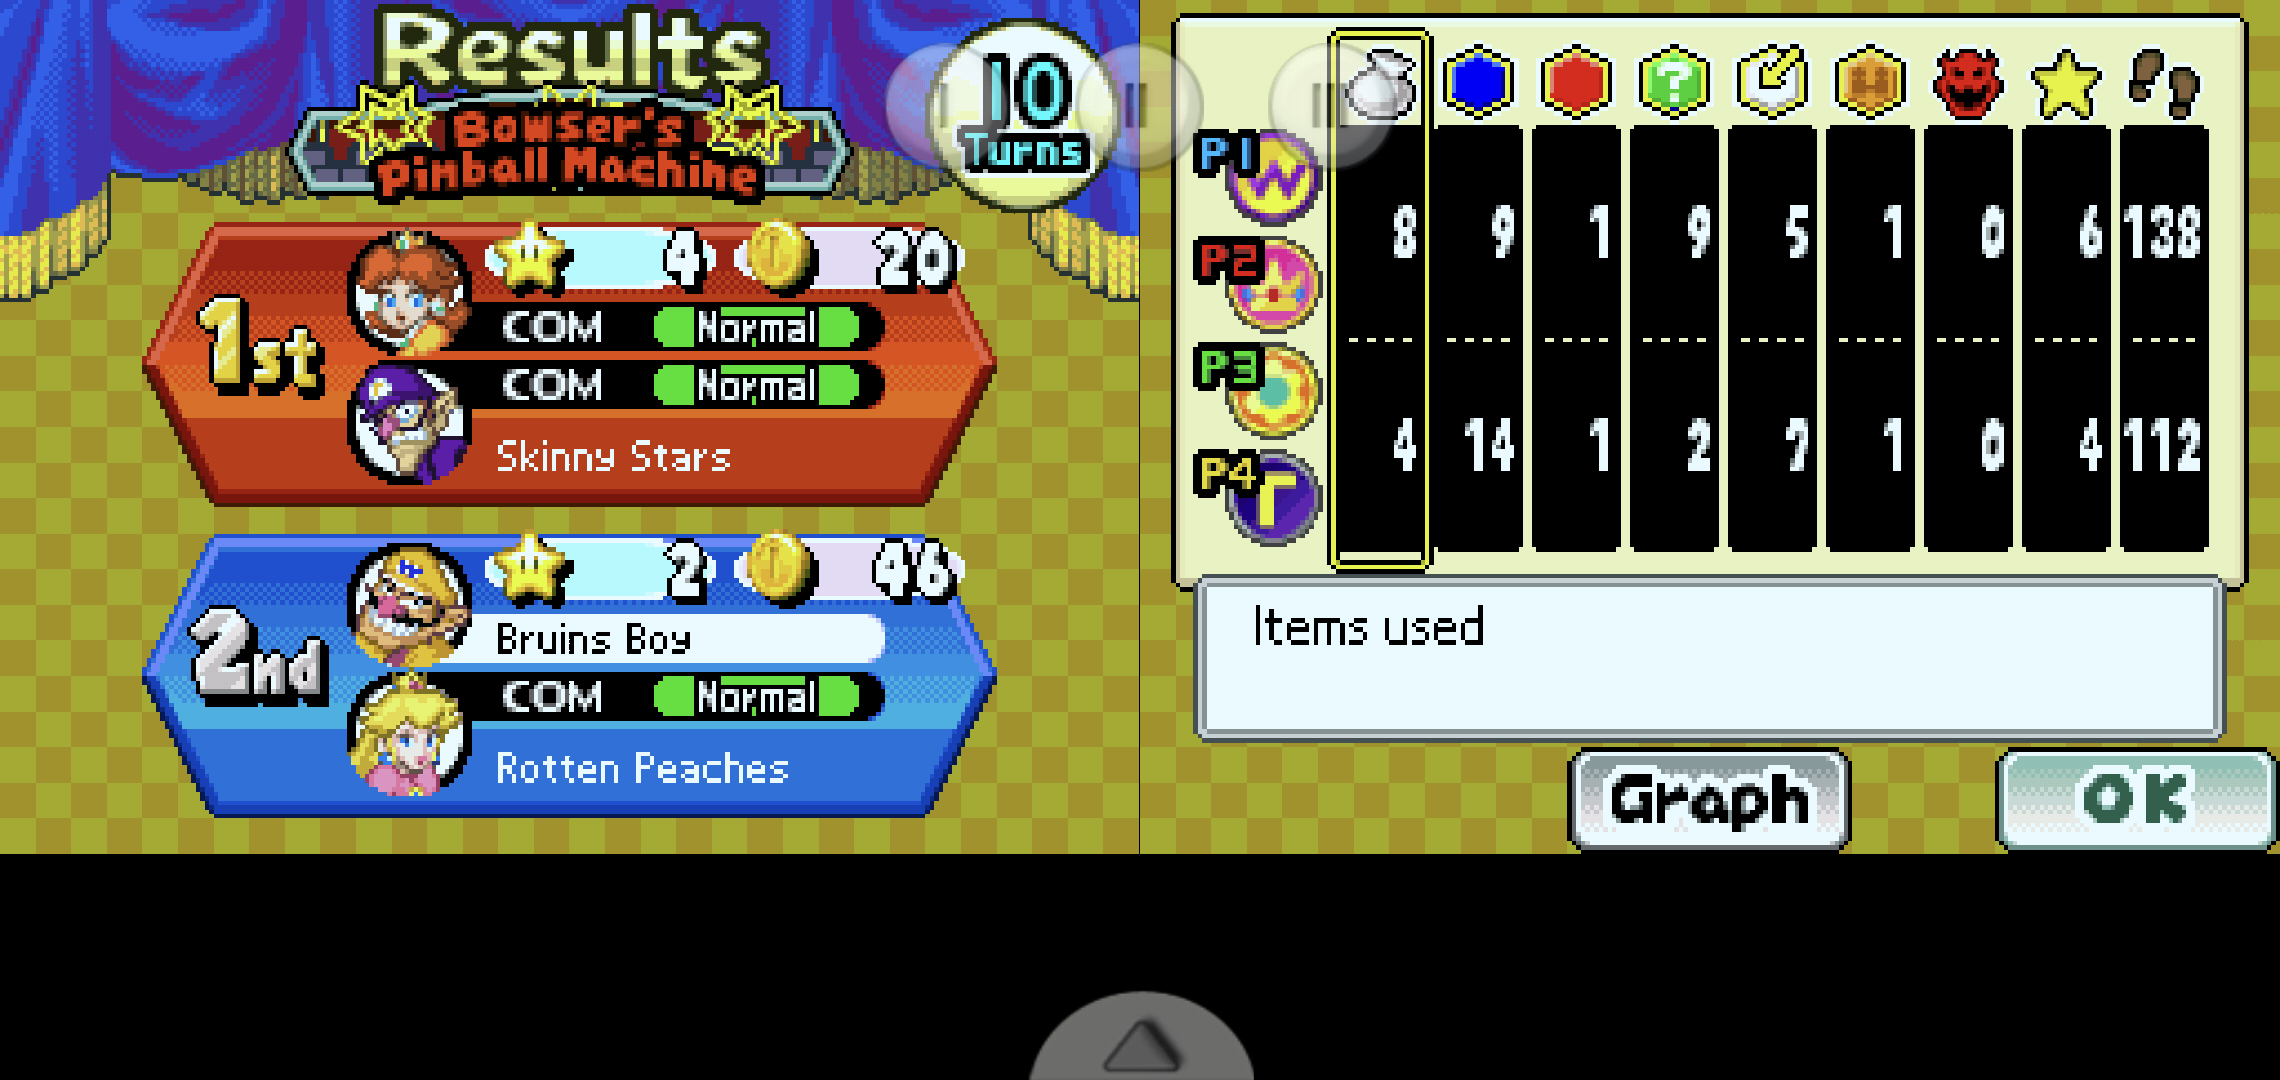 Results
Bowser's
Pinball Machine
10
Turns
1st
4
20
COM Normal
COM Normal
Skinny Stars
2nd
2
46
Bruins Boy
COM Normal
Rotten Peaches
I II III
?
P1
P2
P3
P4
8 9 1 9 5 1 0 6 138
4 14 1 2 7 1 0 4 112
Items used
Graph
OK